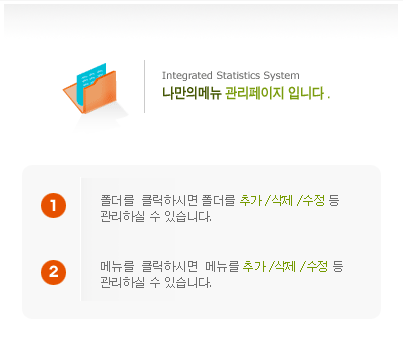 Integrated Statistics System
나만의메뉴 관리페이지 입니다 .
1
폴더를 클릭하시면 폴더를 추가 /삭제 /수정 등
관리하실 수 있습니다.
2
메뉴를 클릭하시면 메뉴를 추가 /삭제 /수정 등
관리하실 수 있습니다.